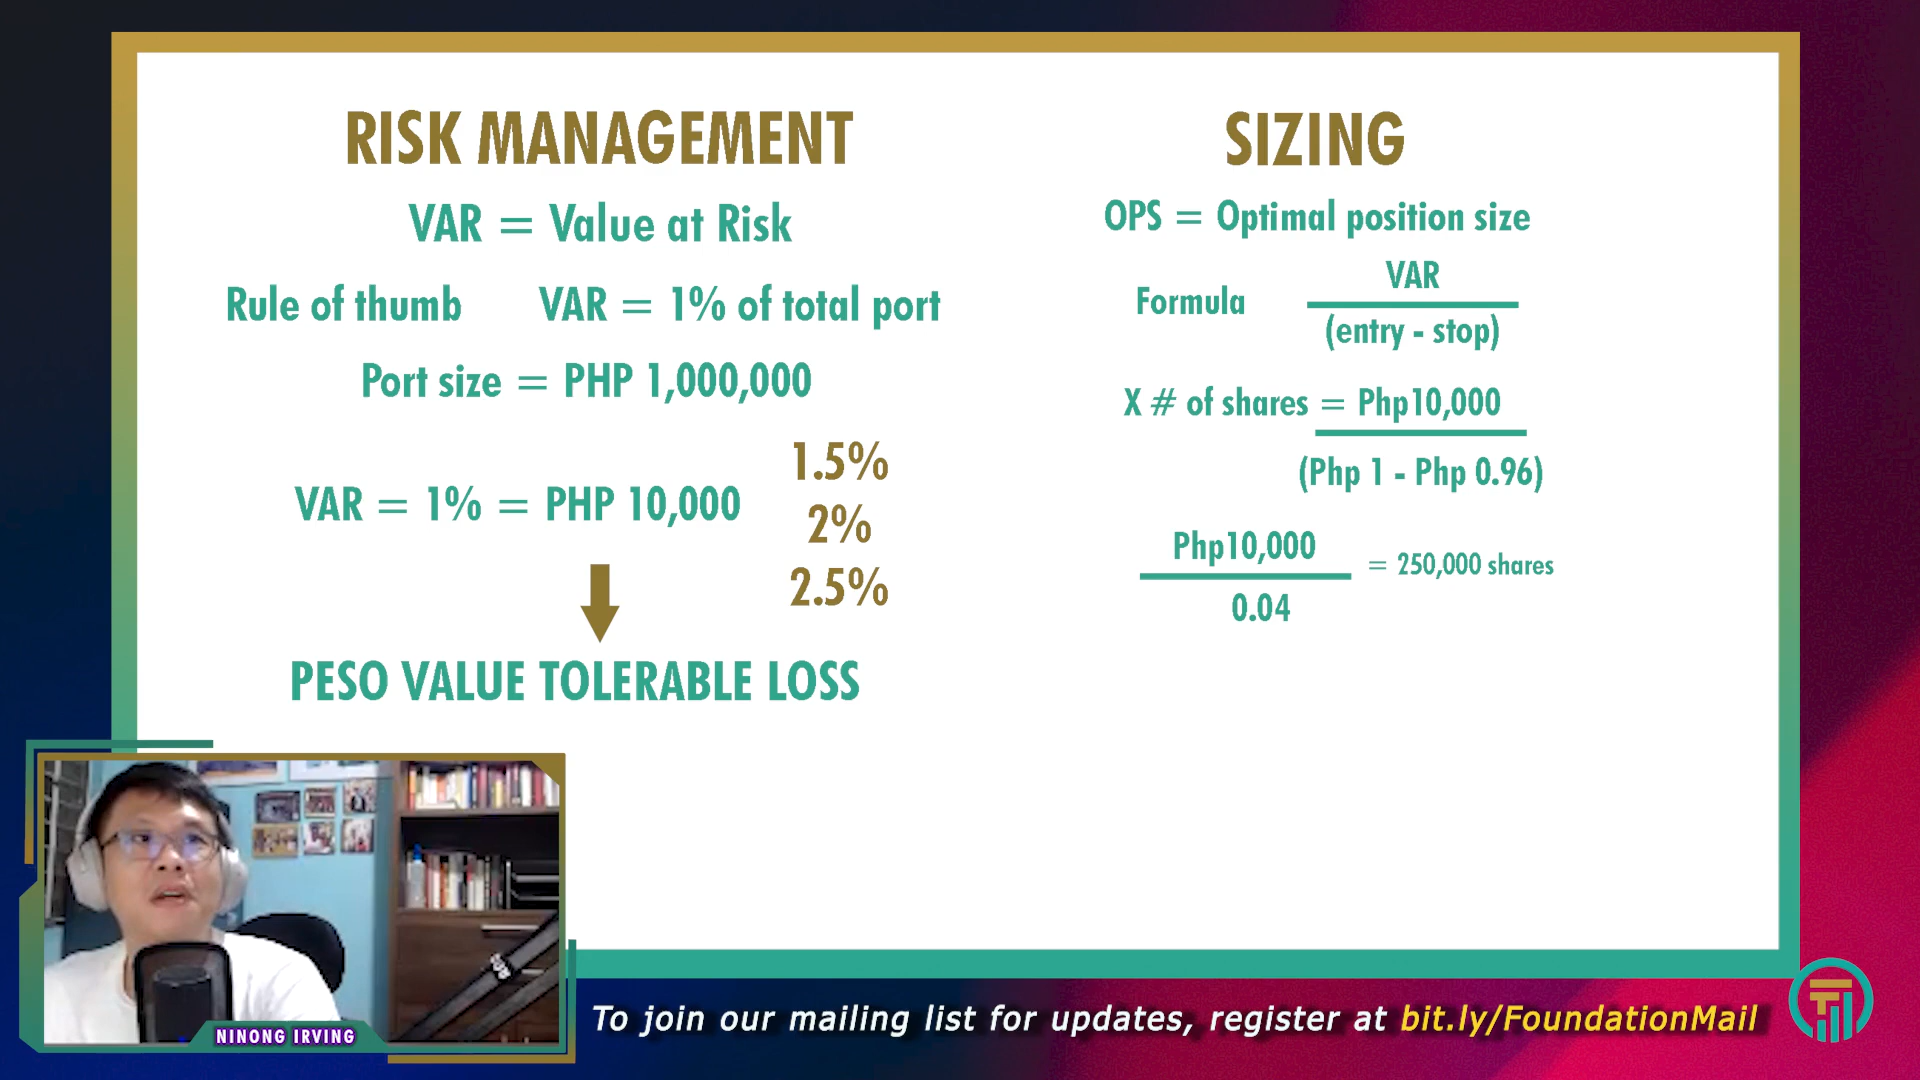 RISK MANAGEMENT
VAR = Value at Risk
Rule of thumb VAR = 1% of total port
Port size = PHP 1,000,000
VAR = 1% = PHP 10,000
1.5%
2%
2.5%
PESO VALUE TOLERABLE LOSS
SIZING
OPS = Optimal position size
Formula
VAR
(entry - stop)
X # of shares = Php10,000
(Php 1 - Php 0.96)
Php10,000
0.04
= 250,000 shares
NINONG IRVING
To join our mailing list for updates, register at bit.ly/FoundationMail